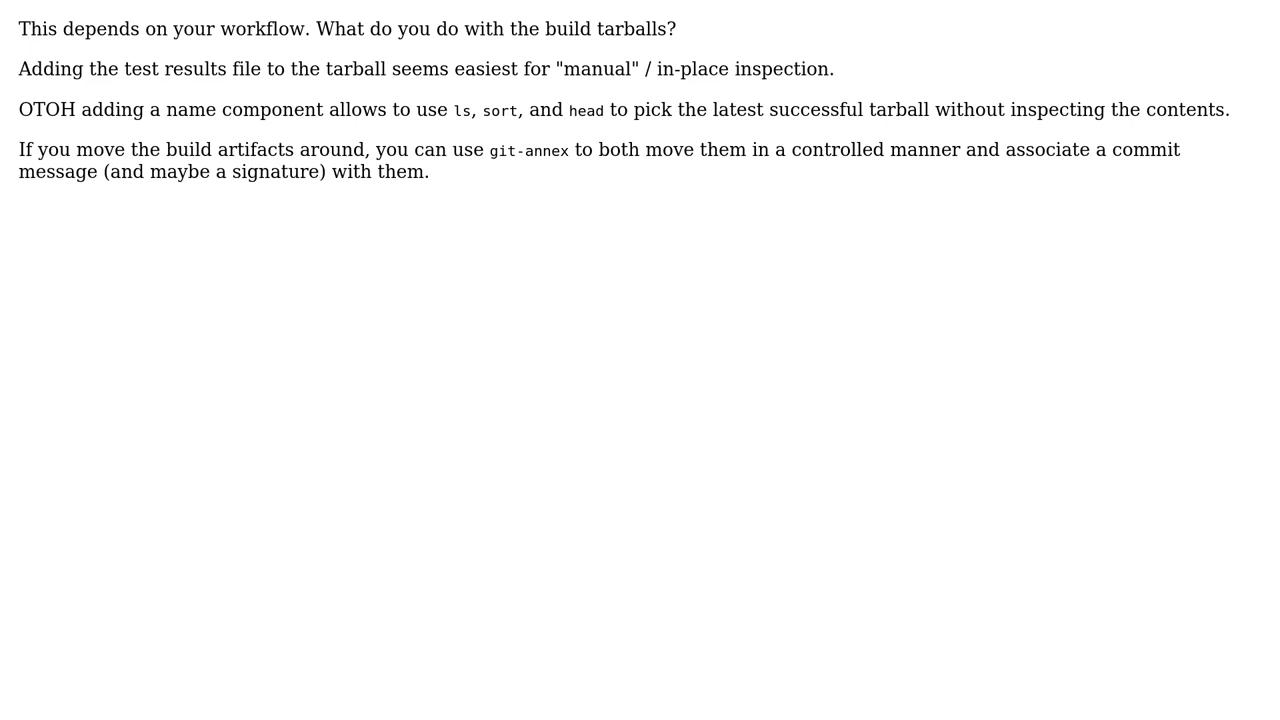 This depends on your workflow. What do you do with the build tarballs?
Adding the test results file to the tarball seems easiest for "manual" / in-place inspection.
OTOH adding a name component allows to use ls, sort, and head to pick the latest successful tarball without inspecting the contents.
If you move the build artifacts around, you can use git-annex to both move them in a controlled manner and associate a commit
message (and maybe a signature) with them.